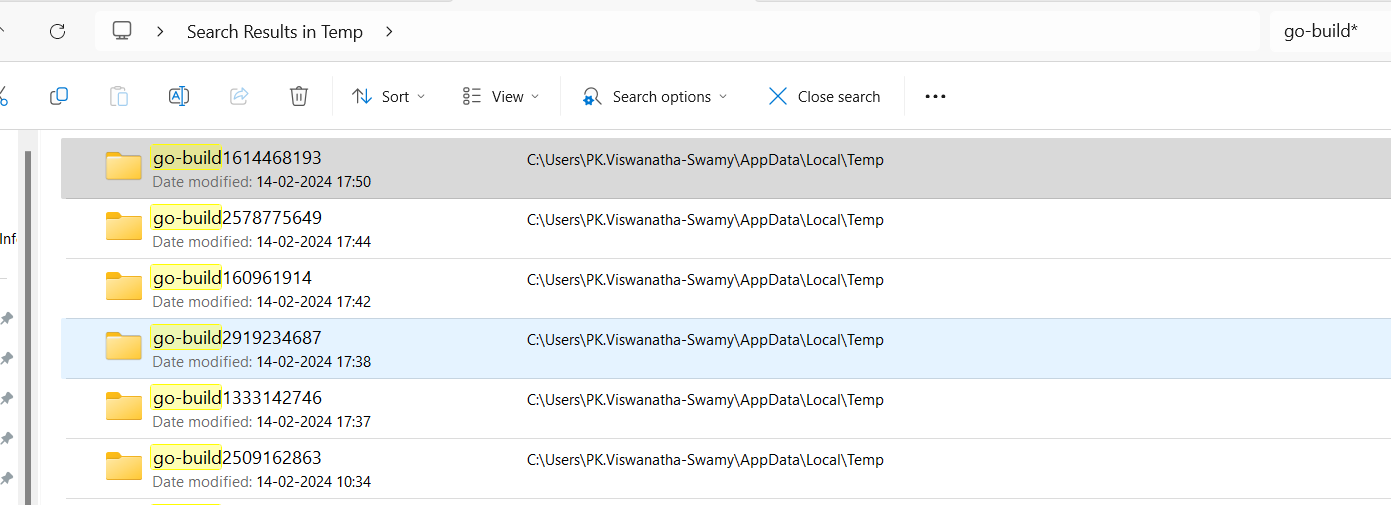 Search Results in Temp
go-build*
Sort
View
Search options
Close search
go-build1614468193
C:\Users\PK.Viswanatha-Swamy\AppData\Local\Temp
Date modified: 14-02-2024 17:50
go-build2578775649
C:\Users\PK.Viswanatha-Swamy\AppData\Local\Temp
Date modified: 14-02-2024 17:44
Inf
go-build160961914
C:\Users\PK.Viswanatha-Swamy\AppData\Local\Temp
Date modified: 14-02-2024 17:42
go-build2919234687
C:\Users\PK.Viswanatha-Swamy\AppData\Local\Temp
Date modified: 14-02-2024 17:38
go-build1333142746
C:\Users\PK.Viswanatha-Swamy\AppData\Local\Temp
Date modified: 14-02-2024 17:37
go-build2509162863
C:\Users\PK.Viswanatha-Swamy\AppData\Local\Temp
Date modified: 14-02-2024 10:34